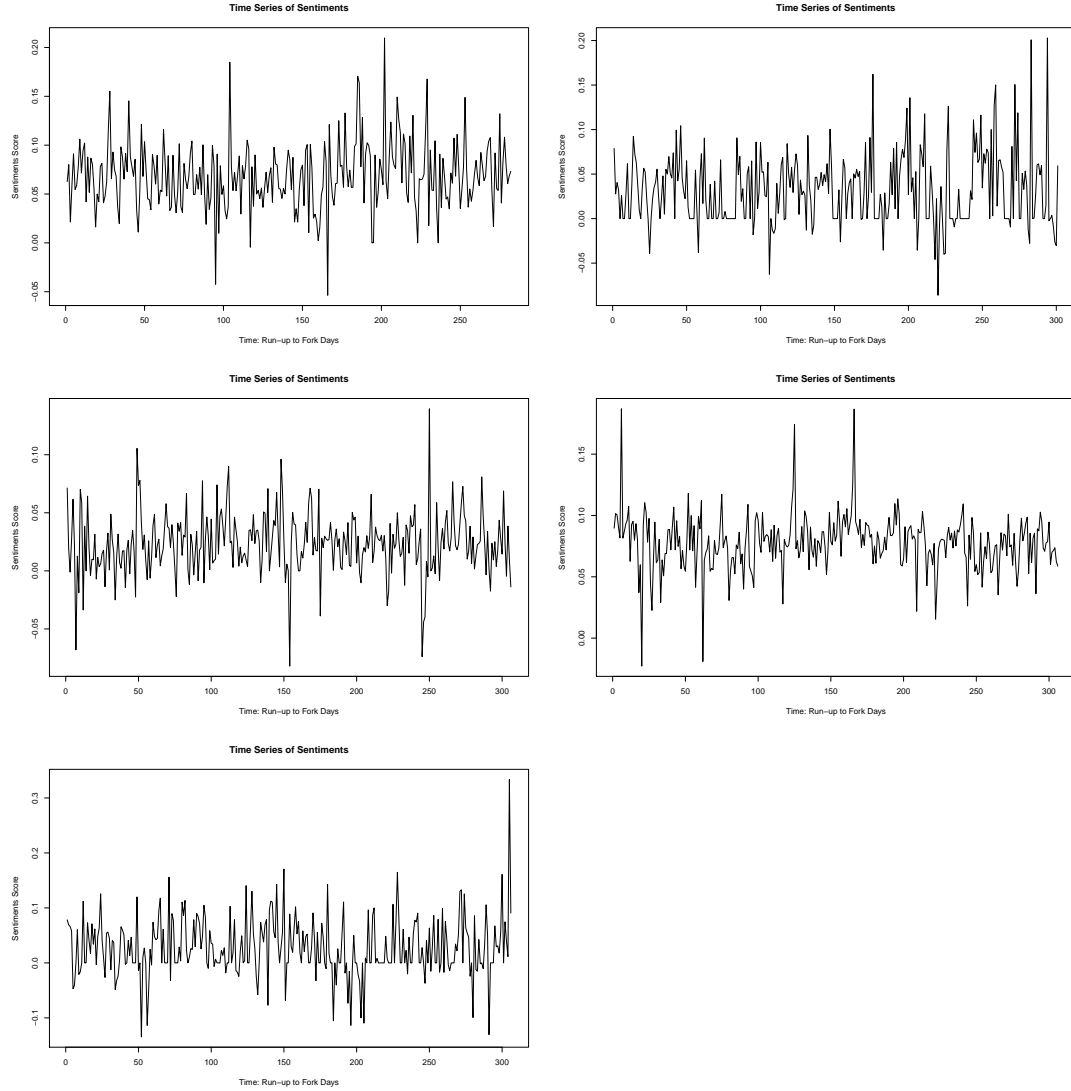 Time Series of Sentiments
Sentiments Score
0.20
0.15
0.10
0.05
0.00
−0.05
0 50 100 150 200 250
Time: Run−up to Fork Days
Time Series of Sentiments
Sentiments Score
0.20
0.15
0.10
0.05
0.00
−0.05
0 50 100 150 200 250 300
Time: Run−up to Fork Days
Time Series of Sentiments
Sentiments Score
0.10
0.05
0.00
−0.05
0 50 100 150 200 250 300
Time: Run−up to Fork Days
Time Series of Sentiments
Sentiments Score
0.15
0.10
0.05
0.00
0 50 100 150 200 250 300
Time: Run−up to Fork Days
Time Series of Sentiments
Sentiments Score
0.3
0.2
0.1
0.0
−0.1
0 50 100 150 200 250 300
Time: Run−up to Fork Days